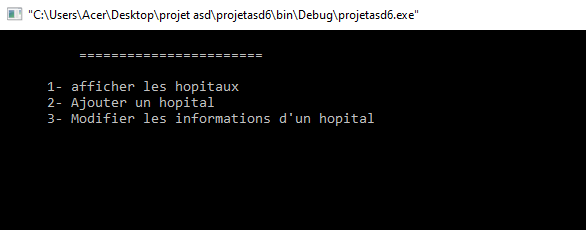 "C:\Users\Acer\Desktop\projet asd\projetasd6\bin\Debug\projetasd6.exe"
=======================
1- afficher les hopitaux
2- Ajouter un hopital
3- Modifier les informations d'un hopital